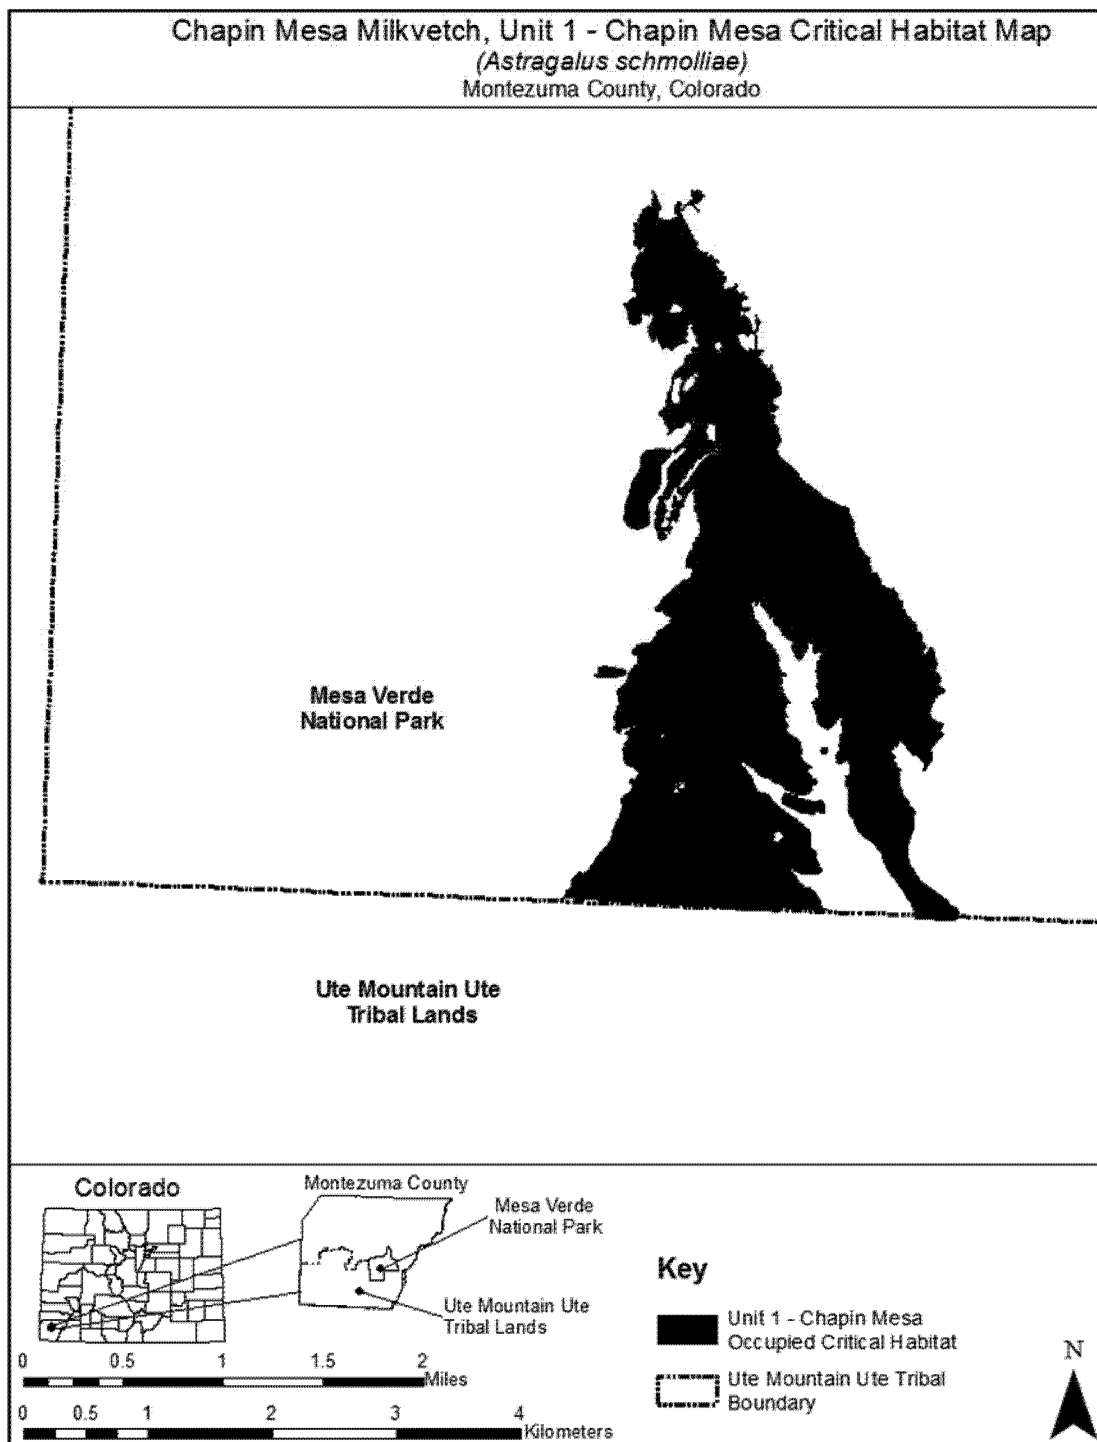 Chapin Mesa Milkvetch, Unit 1 - Chapin Mesa Critical Habitat Map
(Astragalus schmolliae)
Montezuma County, Colorado
Mesa Verde
National Park
Ute Mountain Ute
Tribal Lands
Colorado
Montezuma County
Mesa Verde
National Park
Ute Mountain Ute
Tribal Lands
0 0.5 1 1.5 2
Miles
0 0.5 1 2 3 4
Kilometers
Key
Unit 1 - Chapin Mesa
Occupied Critical Habitat
Ute Mountain Ute Tribal
Boundary
N